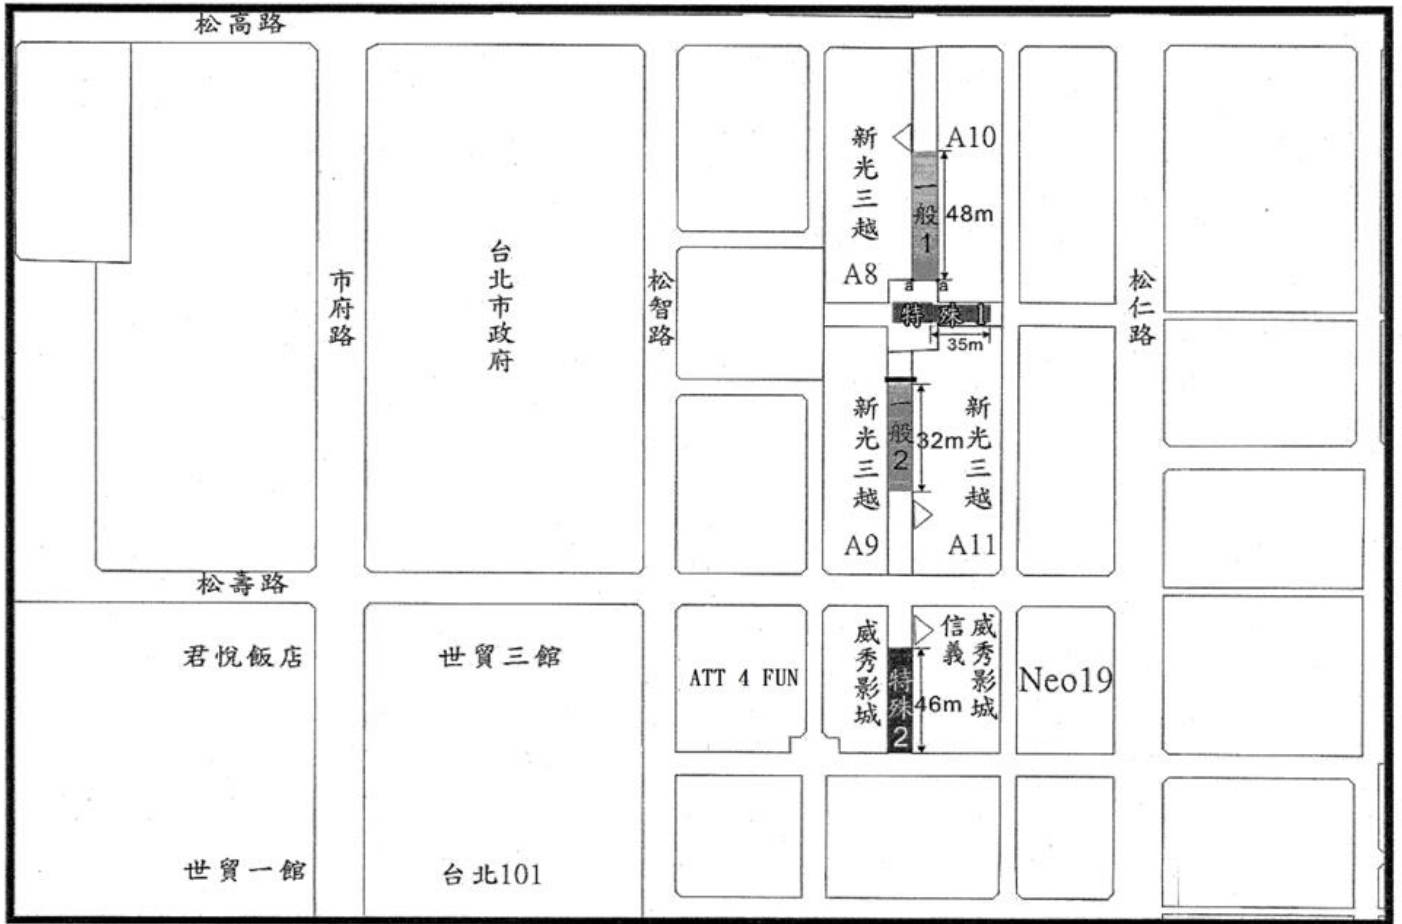 松高路
新光三越
A8
A10
一般1
48m
a a
特殊1
35m
市府路
台北市政府
松智路
松仁路
新光三越
A9
一般2
32m
新光三越
A11
松壽路
君悅飯店
世貿三館
ATT 4 FUN
威秀影城
特殊2
46m
信義
威秀影城
Neo19
世貿一館
台北101